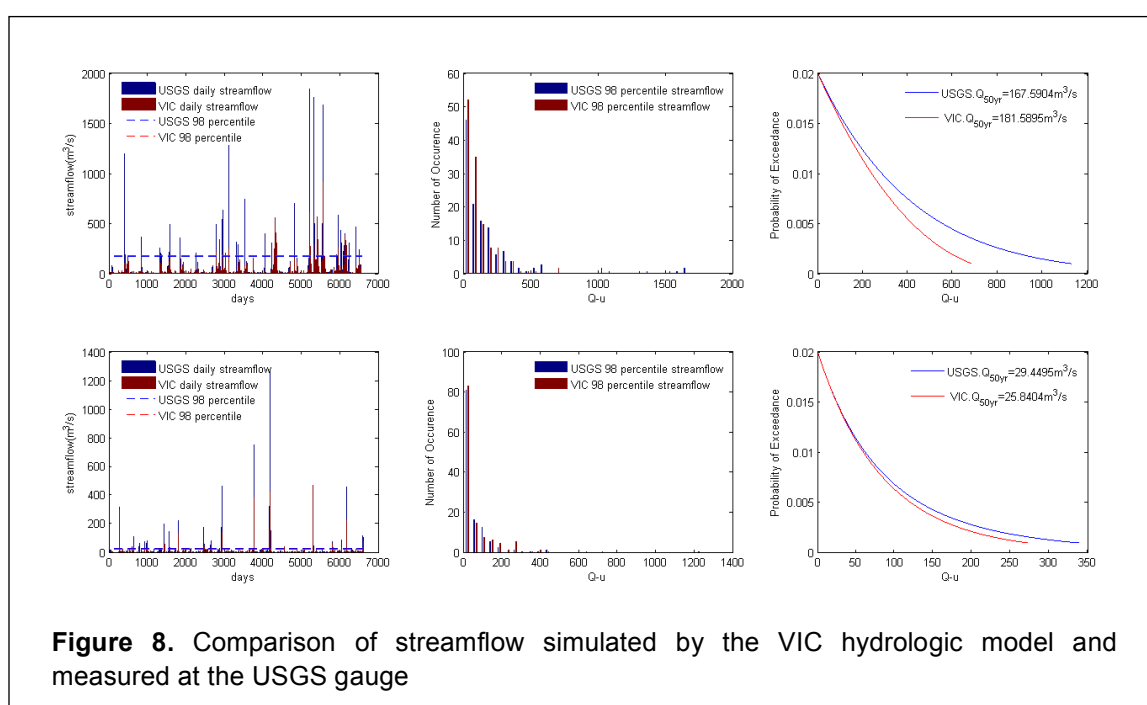 2000
1500
1000
500
0
0 1000 2000 3000 4000 5000 6000 7000
days
streamflow(m3/s)
USGS daily streamflow
VIC daily streamflow
USGS 98 percentile
VIC 98 percentile
60
50
40
30
20
10
0
0 500 1000 1500 2000
Q-u
Number of Occurence
USGS 98 percentile streamflow
VIC 98 percentile streamflow
0.02
0.015
0.01
0.005
0
0 200 400 600 800 1000 1200
Q-u
Probability of Exceedance
USGS.Q50yr=167.5904m3/s
VIC.Q50yr=181.5895m3/s
1400
1200
1000
800
600
400
200
0
0 1000 2000 3000 4000 5000 6000 7000
days
streamflow(m3/s)
USGS daily streamflow
VIC daily streamflow
USGS 98 percentile
VIC 98 percentile
100
80
60
40
20
0
0 200 400 600 800 1000 1200 1400
Q-u
Number of Occurence
USGS 98 percentile streamflow
VIC 98 percentile streamflow
0.02
0.015
0.01
0.005
0
0 50 100 150 200 250 300 350
Q-u
Probability of Exceedance
USGS.Q50yr=29.4495m3/s
VIC.Q50yr=25.8404m3/s
Figure 8. Comparison of streamflow simulated by the VIC hydrologic model and
measured at the USGS gauge